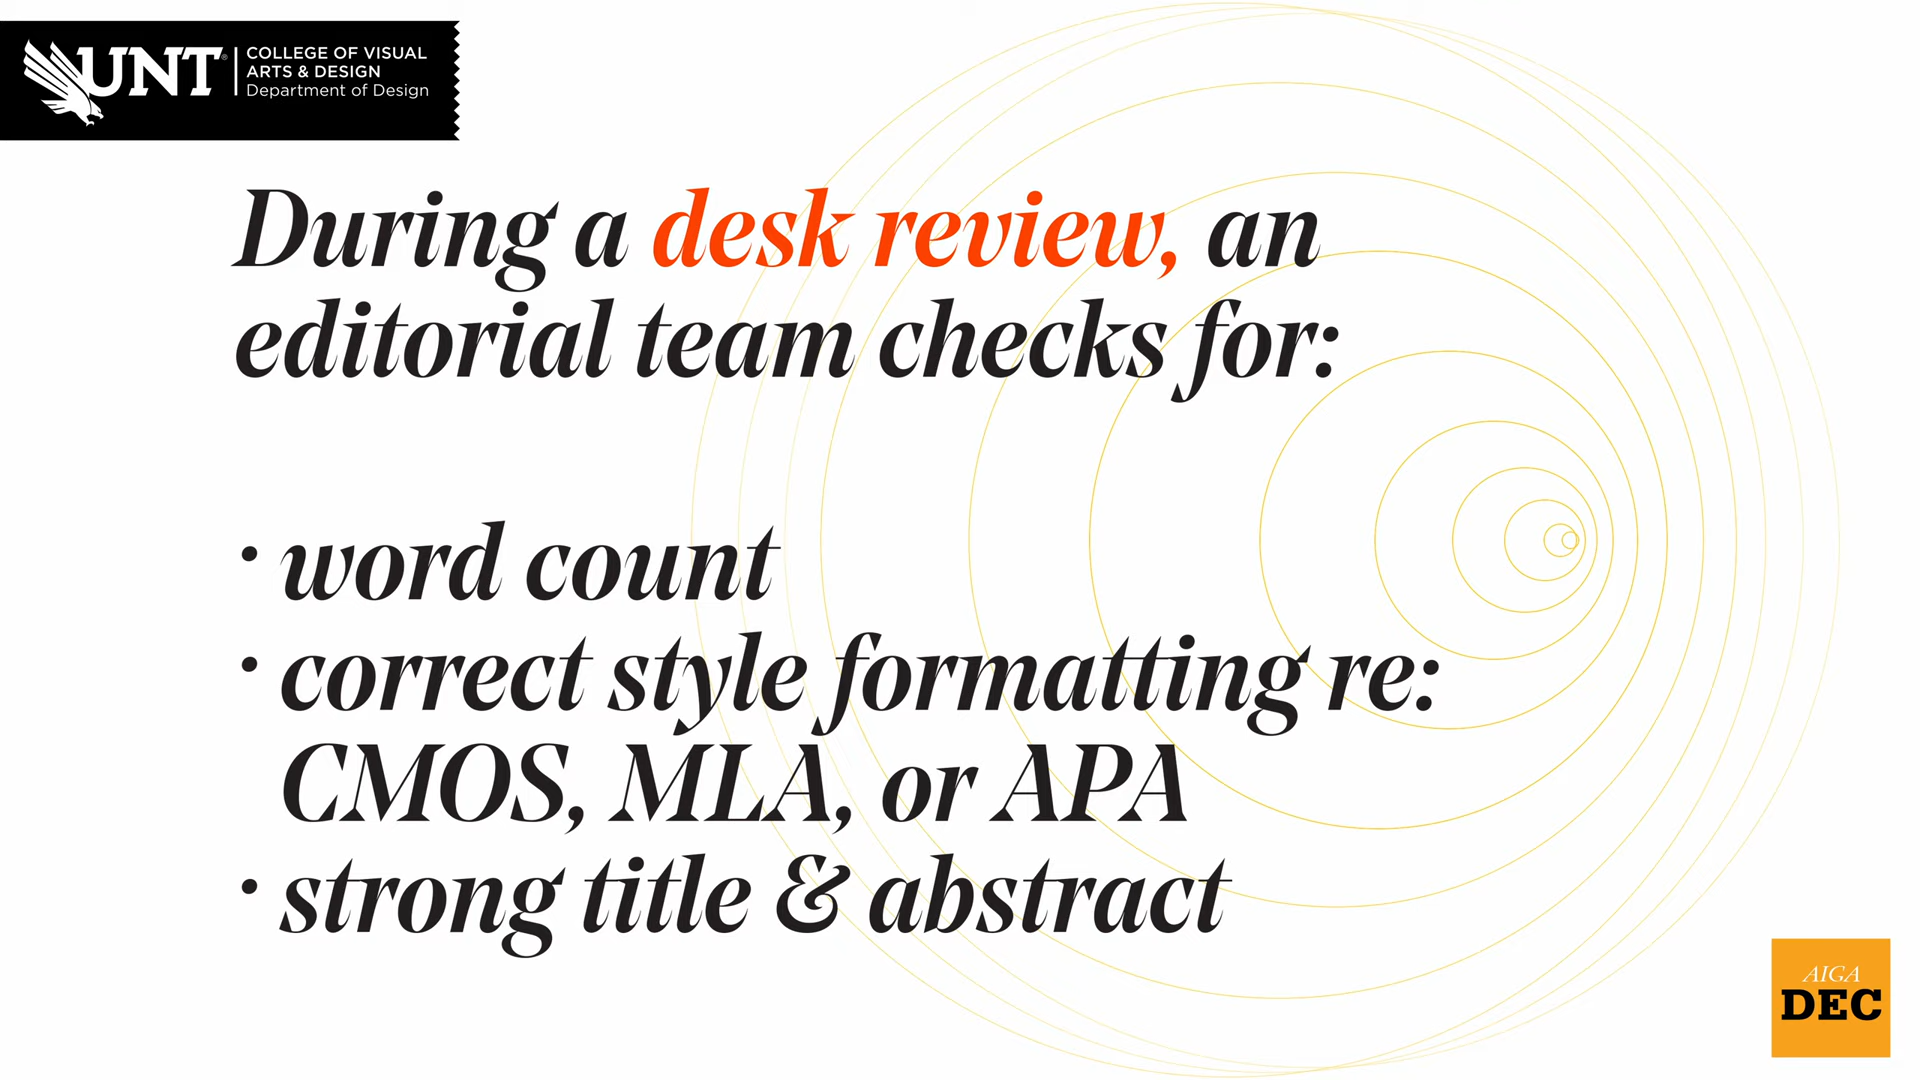 UNT®
COLLEGE OF VISUAL
ARTS & DESIGN
Department of Design
During a desk review, an
editorial team checks for:
· word count
· correct style formatting re:
CMOS, MLA, or APA
· strong title & abstract
AIGA
DEC